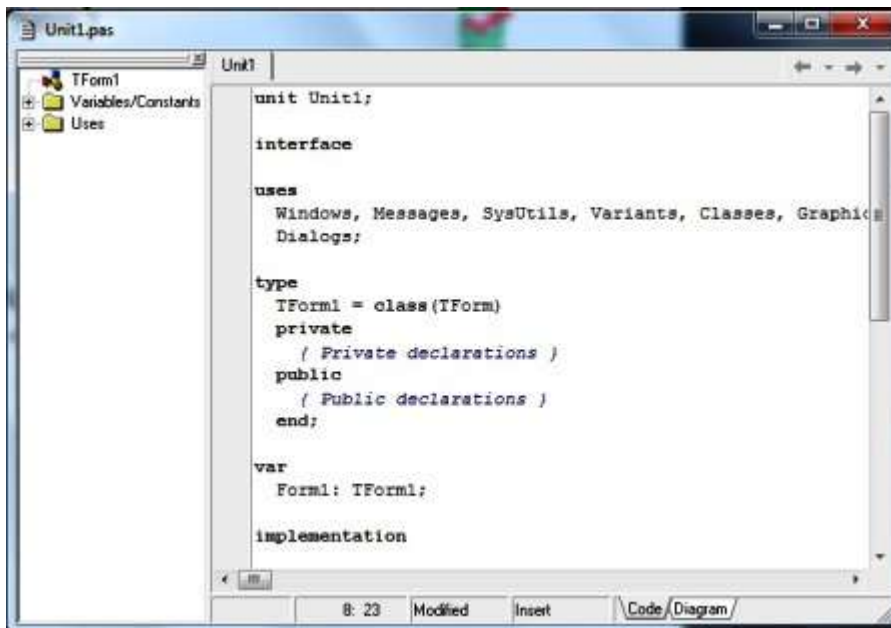 Unit1.pas
TForm1
Variables/Constants
Uses
Unit1
unit Unit1;
interface
uses
Windows, Messages, SysUtils, Variants, Classes, Graphic
Dialogs;
type
TForm1 = class(TForm)
private
{ Private declarations }
public
{ Public declarations }
end;
var
Form1: TForm1;
implementation
8: 23 Modified Insert Code Diagram